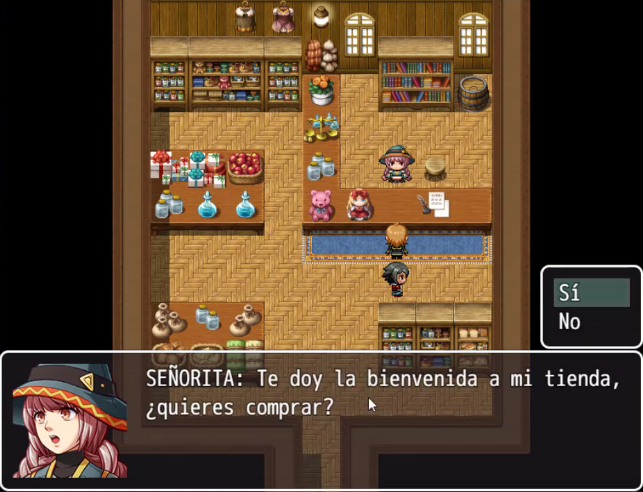 Sí
No
SEÑORITA: Te doy la bienvenida a mi tienda,
¿quieres comprar?